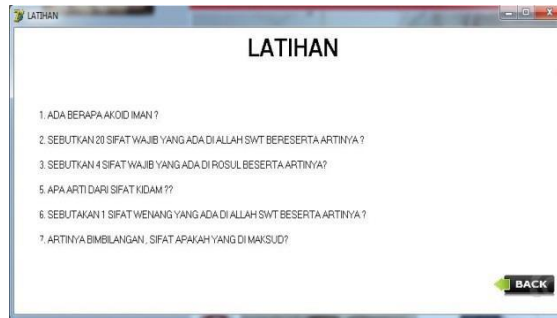 LATIHAN
LATIHAN
1. ADA BERAPA AKOID IMAN ?
2. SEBUTKAN 20 SIFAT WAJIB YANG ADA DI ALLAH SWT BERESERTA ARTINYA ?
3. SEBUTKAN 4 SIFAT WAJIB YANG ADA DI ROSUL BESERTA ARTINYA?
5. APA ARTI DARI SIFAT KIDAM ??
6. SEBUTAKAN 1 SIFAT WENANG YANG ADA DI ALLAH SWT BESERTA ARTINYA ?
7. ARTINYA BIMBILANGAN , SIFAT APAKAH YANG DI MAKSUD?
BACK